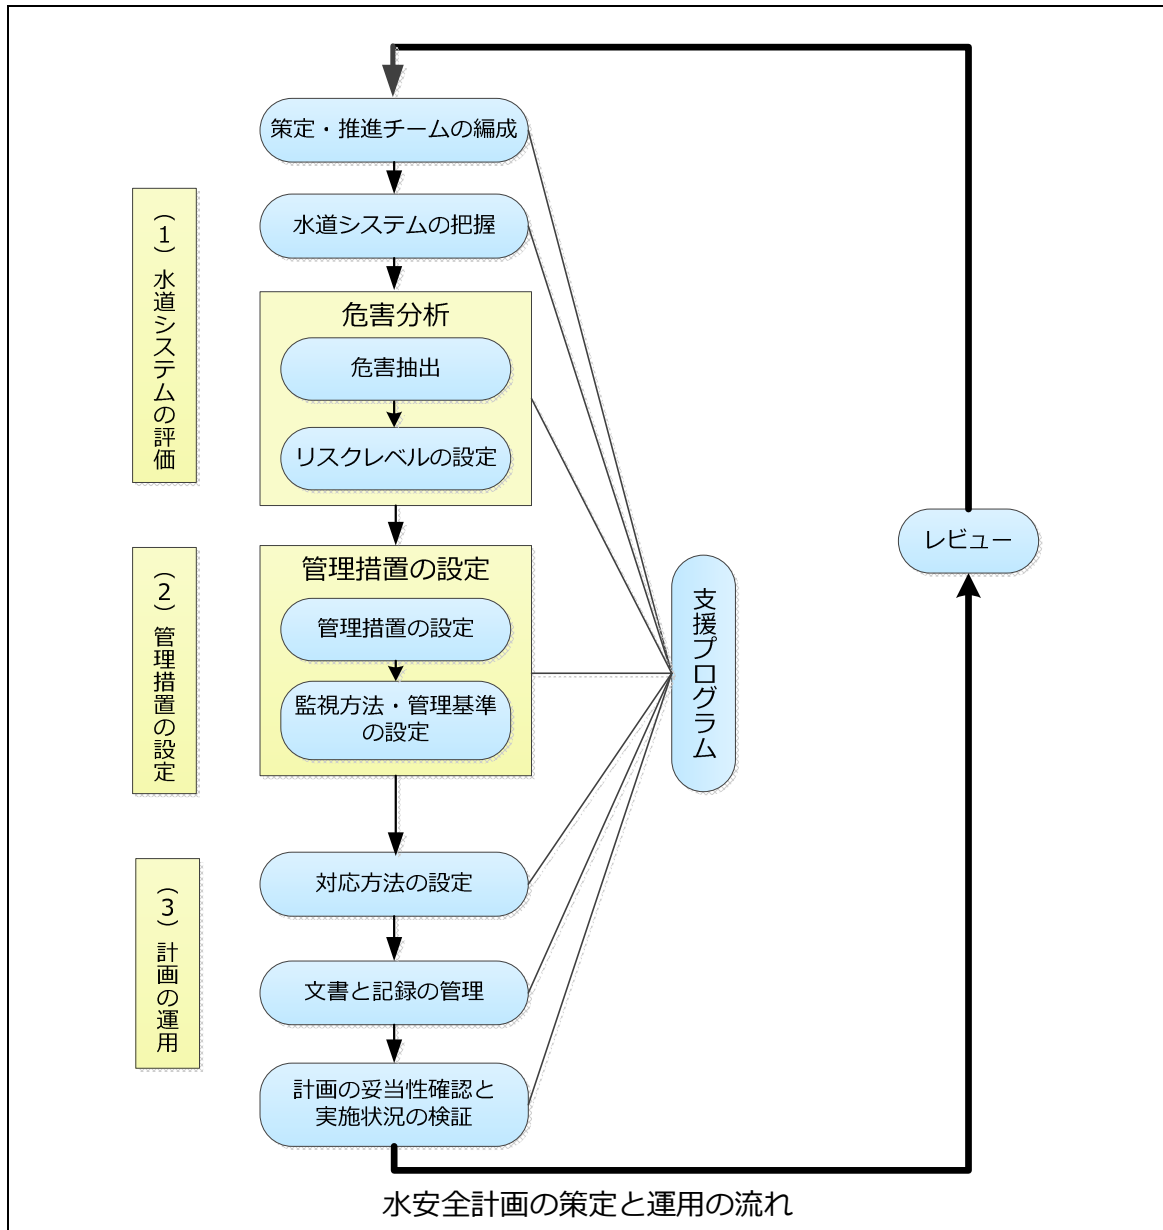 策定・推進チームの編成
(1) 水道システムの評価
水道システムの把握
危害分析
危害抽出
リスクレベルの設定
(2) 管理措置の設定
管理措置の設定
管理措置の設定
監視方法・管理基準
の設定
支援プログラム
レビュー
(3) 計画の運用
対応方法の設定
文書と記録の管理
計画の妥当性確認と
実施状況の検証
水安全計画の策定と運用の流れ